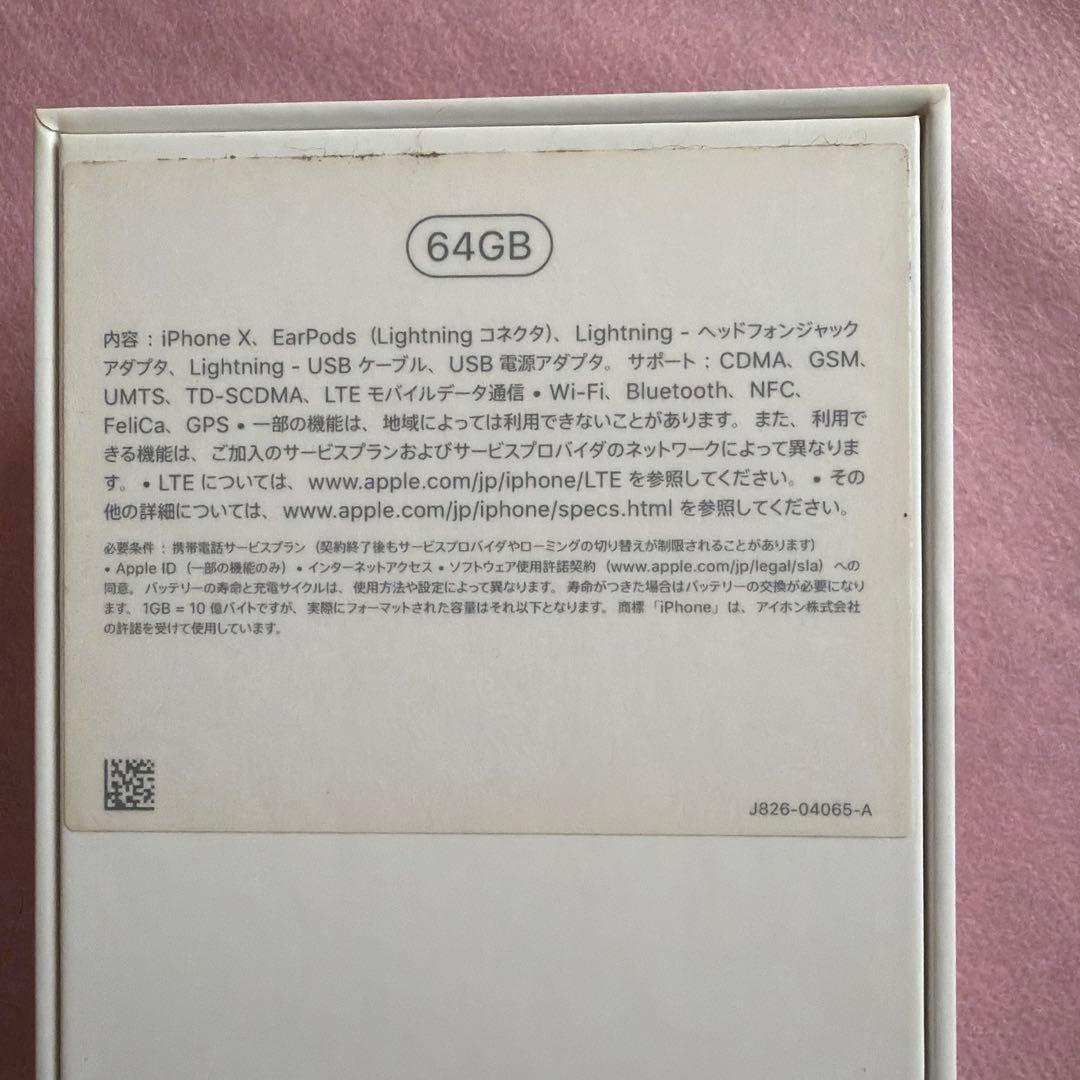 64GB
内容：iPhone X、EarPods（Lightning コネクタ）、Lightning - ヘッドフォンジャック
アダプタ、Lightning - USB ケーブル、USB 電源アダプタ。サポート：CDMA、GSM、
UMTS、TD-SCDMA、LTE モバイルデータ通信 • Wi-Fi、Bluetooth、NFC、
FeliCa、GPS • 一部の機能は、地域によっては利用できないことがあります。また、利用で
きる機能は、ご加入のサービスプランおよびサービスプロバイダのネットワークによって異なりま
す。• LTE については、www.apple.com/jp/iphone/LTE を参照してください。• その
他の詳細については、www.apple.com/jp/iphone/specs.html を参照してください。
必要条件：携帯電話サービスプラン（契約終了後もサービスプロバイダやローミングの切り替えが制限されることがあります）
• Apple ID（一部の機能のみ）• インターネットアクセス • ソフトウェア使用許諾契約（www.apple.com/jp/legal/sla）への
同意。バッテリーの寿命と充電サイクルは、使用方法や設定によって異なります。寿命がつきた場合はバッテリーの交換が必要になり
ます。1GB = 10 億バイトですが、実際にフォーマットされた容量はそれ以下となります。商標「iPhone」は、アイホン株式会社
の許諾を受けて使用しています。
J826-04065-A